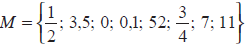 M = {1/2; 3,5; 0; 0,1; 52; 3/4; 7; 11}